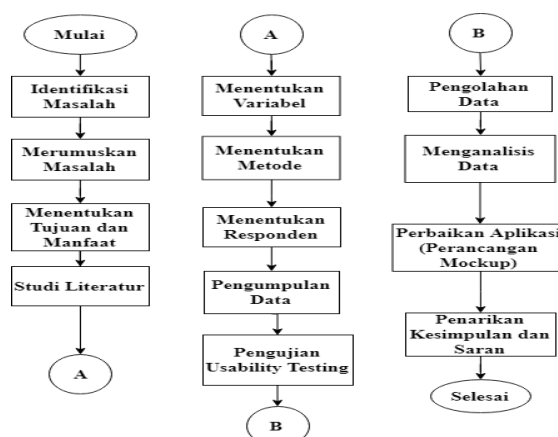 Mulai
Identifikasi
Masalah
Merumuskan
Masalah
Menentukan
Tujuan dan
Manfaat
Studi Literatur
A
A
Menentukan
Variabel
Menentukan
Metode
Menentukan
Responden
Pengumpulan
Data
Pengujian
Usability Testing
B
B
Pengolahan
Data
Menganalisis
Data
Perbaikan Aplikasi
(Perancangan
Mockup)
Penarikan
Kesimpulan dan
Saran
Selesai